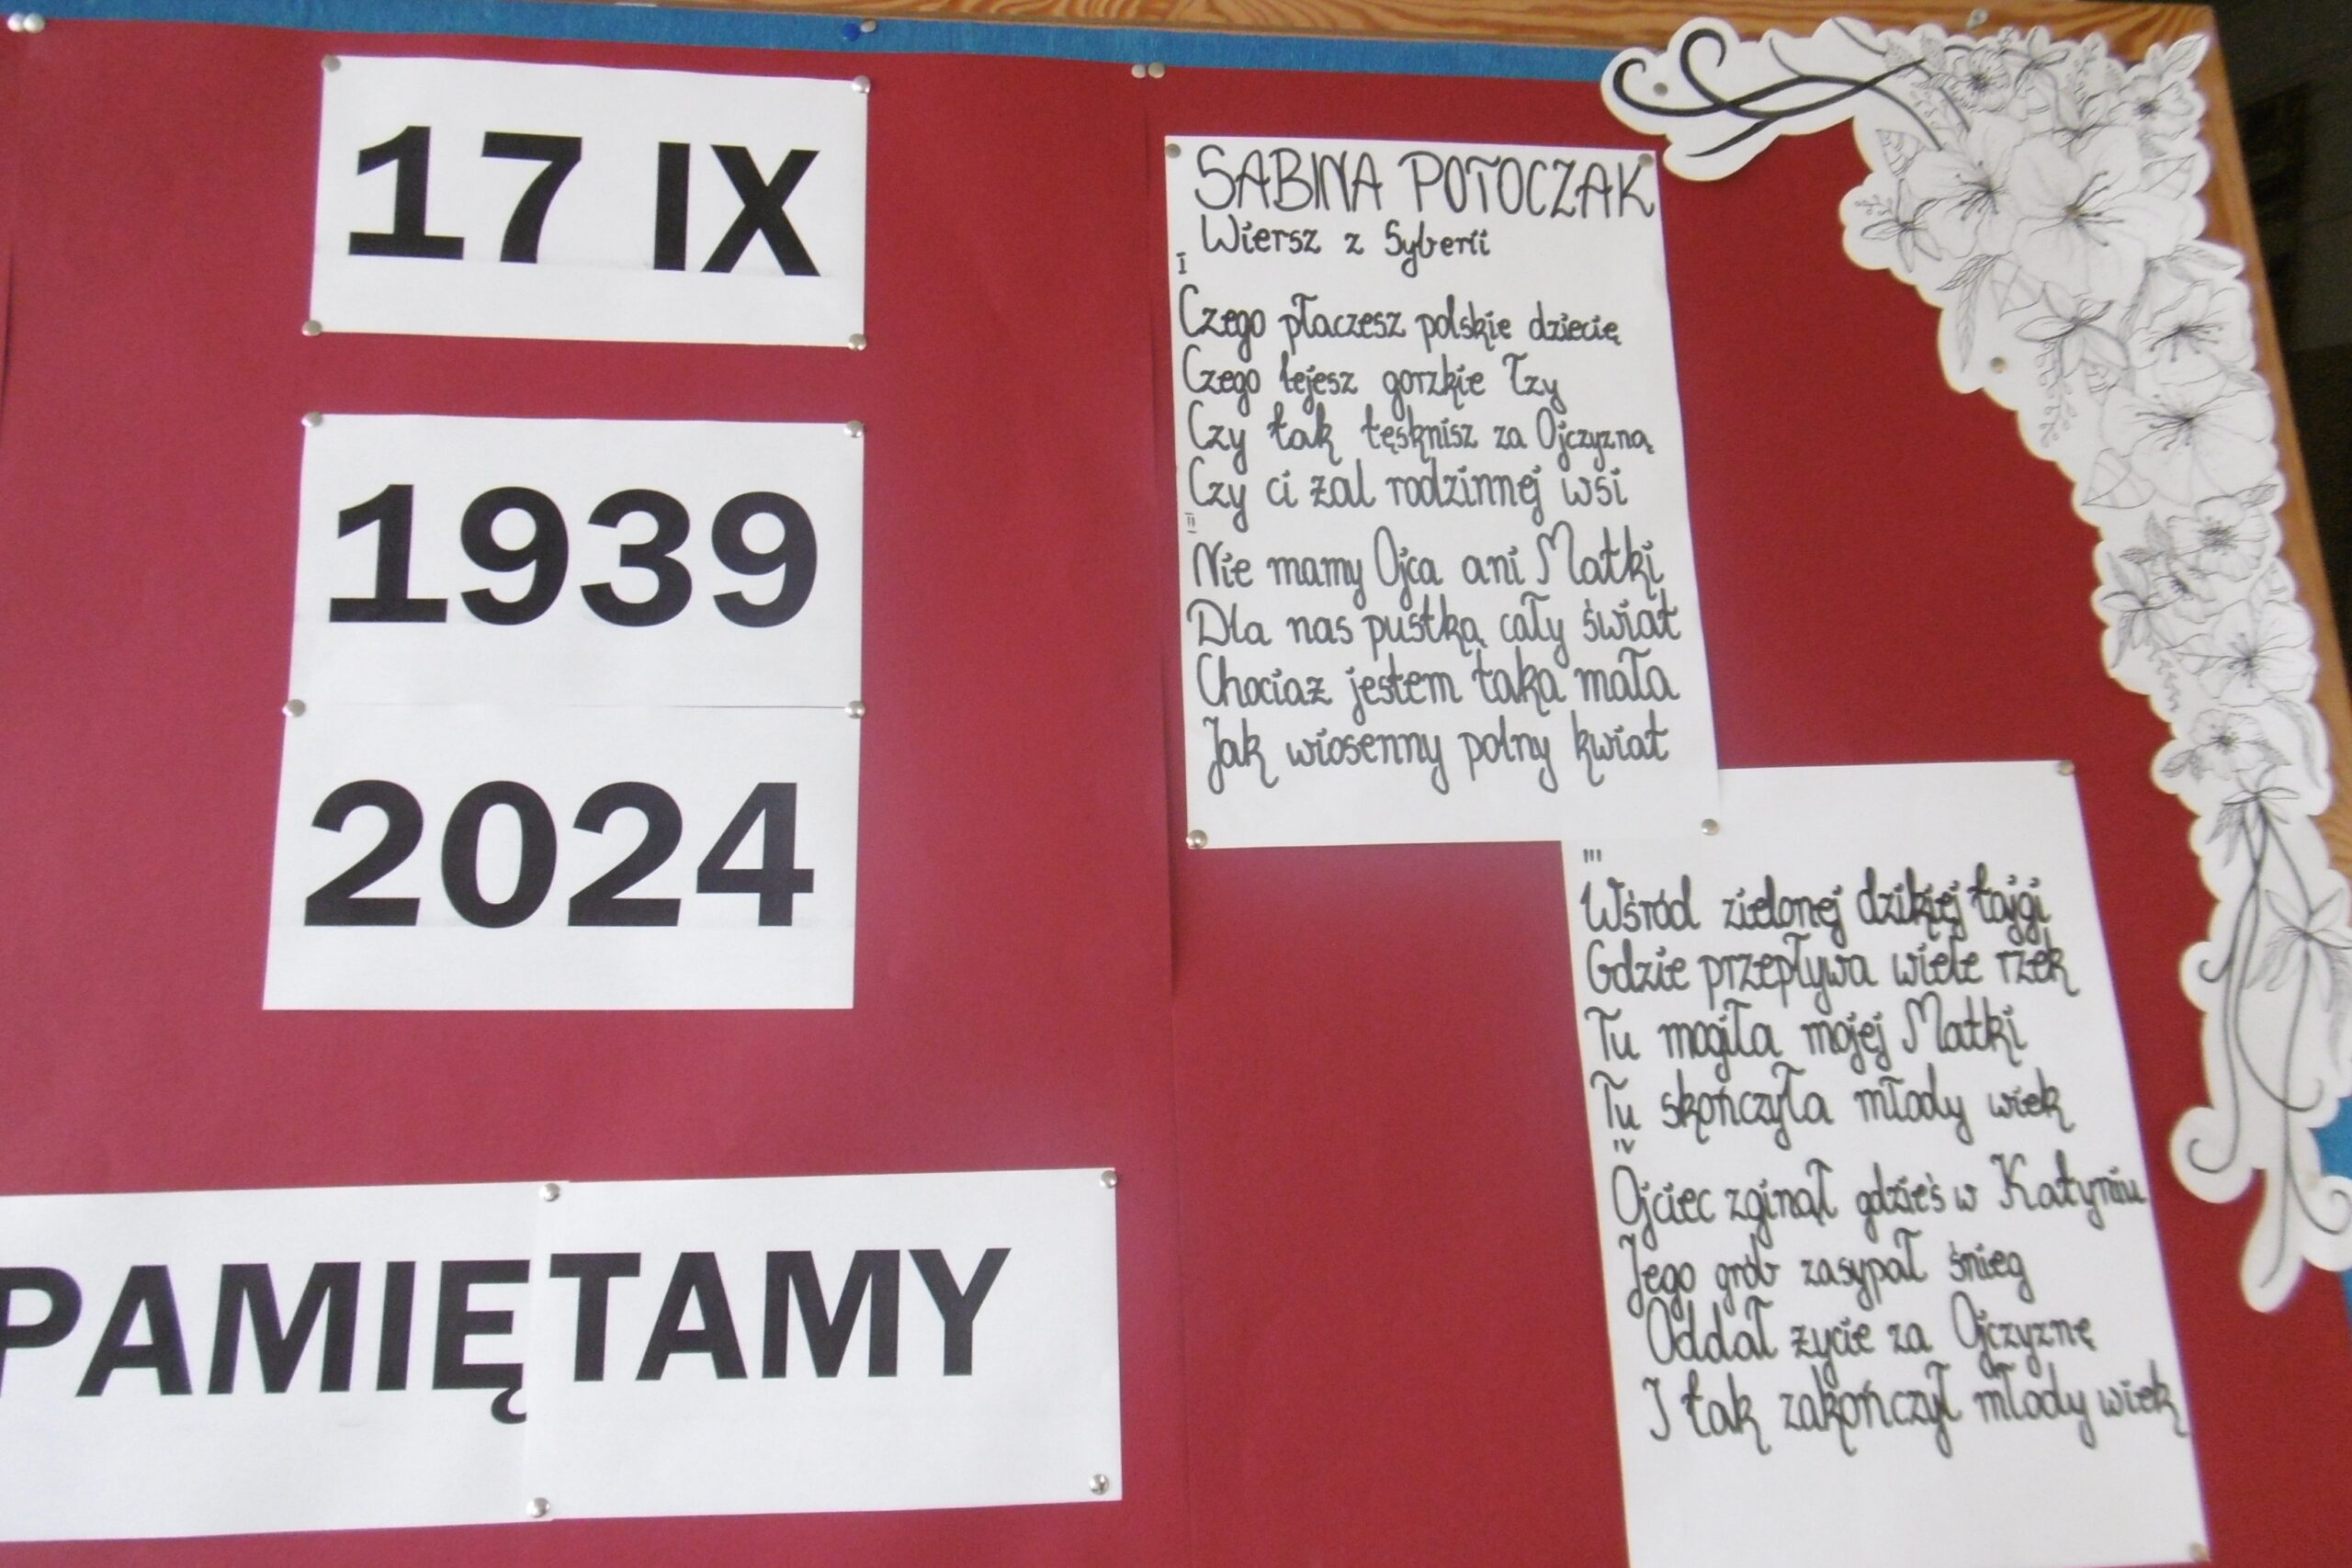 17 IX
1939
2024
PAMIĘTAMY
SABINA POTOCZAK
Wiersz z Syberii
I
Czego płaczesz polskie dziecię
Czego lejesz gorzkie łzy
Czy tak tęsknisz za Ojczyzną
Czy ci żal rodzinnej wsi
II
Nie mamy Ojca ani Matki
Dla nas pustką cały świat
Chociaż jestem taka mała
Jak wiosenny polny kwiat
III
Wśród zielonej dzikiej tajgi
Gdzie przepływa wiele rzek
Tu mogiła mojej Matki
Tu skończyła młody wiek
IV
Ojciec zginął gdzieś w Katyniu
Jego grób zasypał śnieg
Oddał życie za Ojczyznę
I tak zakończył młody wiek